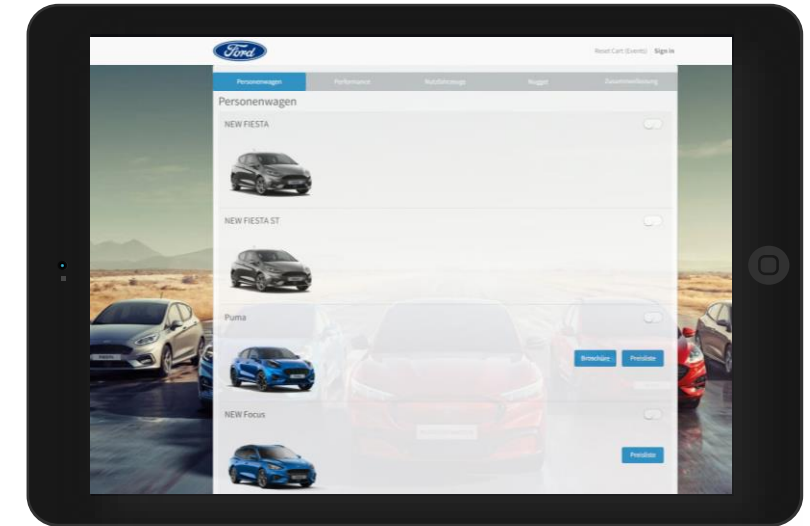 Ford
Reset Cart (Events) Sign in
Personenwagen Performance Nutzfahrzeuge Nugget Zusammenfassung
Personenwagen
NEW FIESTA
NEW FIESTA ST
Puma
Broschüre Preisliste
NEW Focus
Preisliste